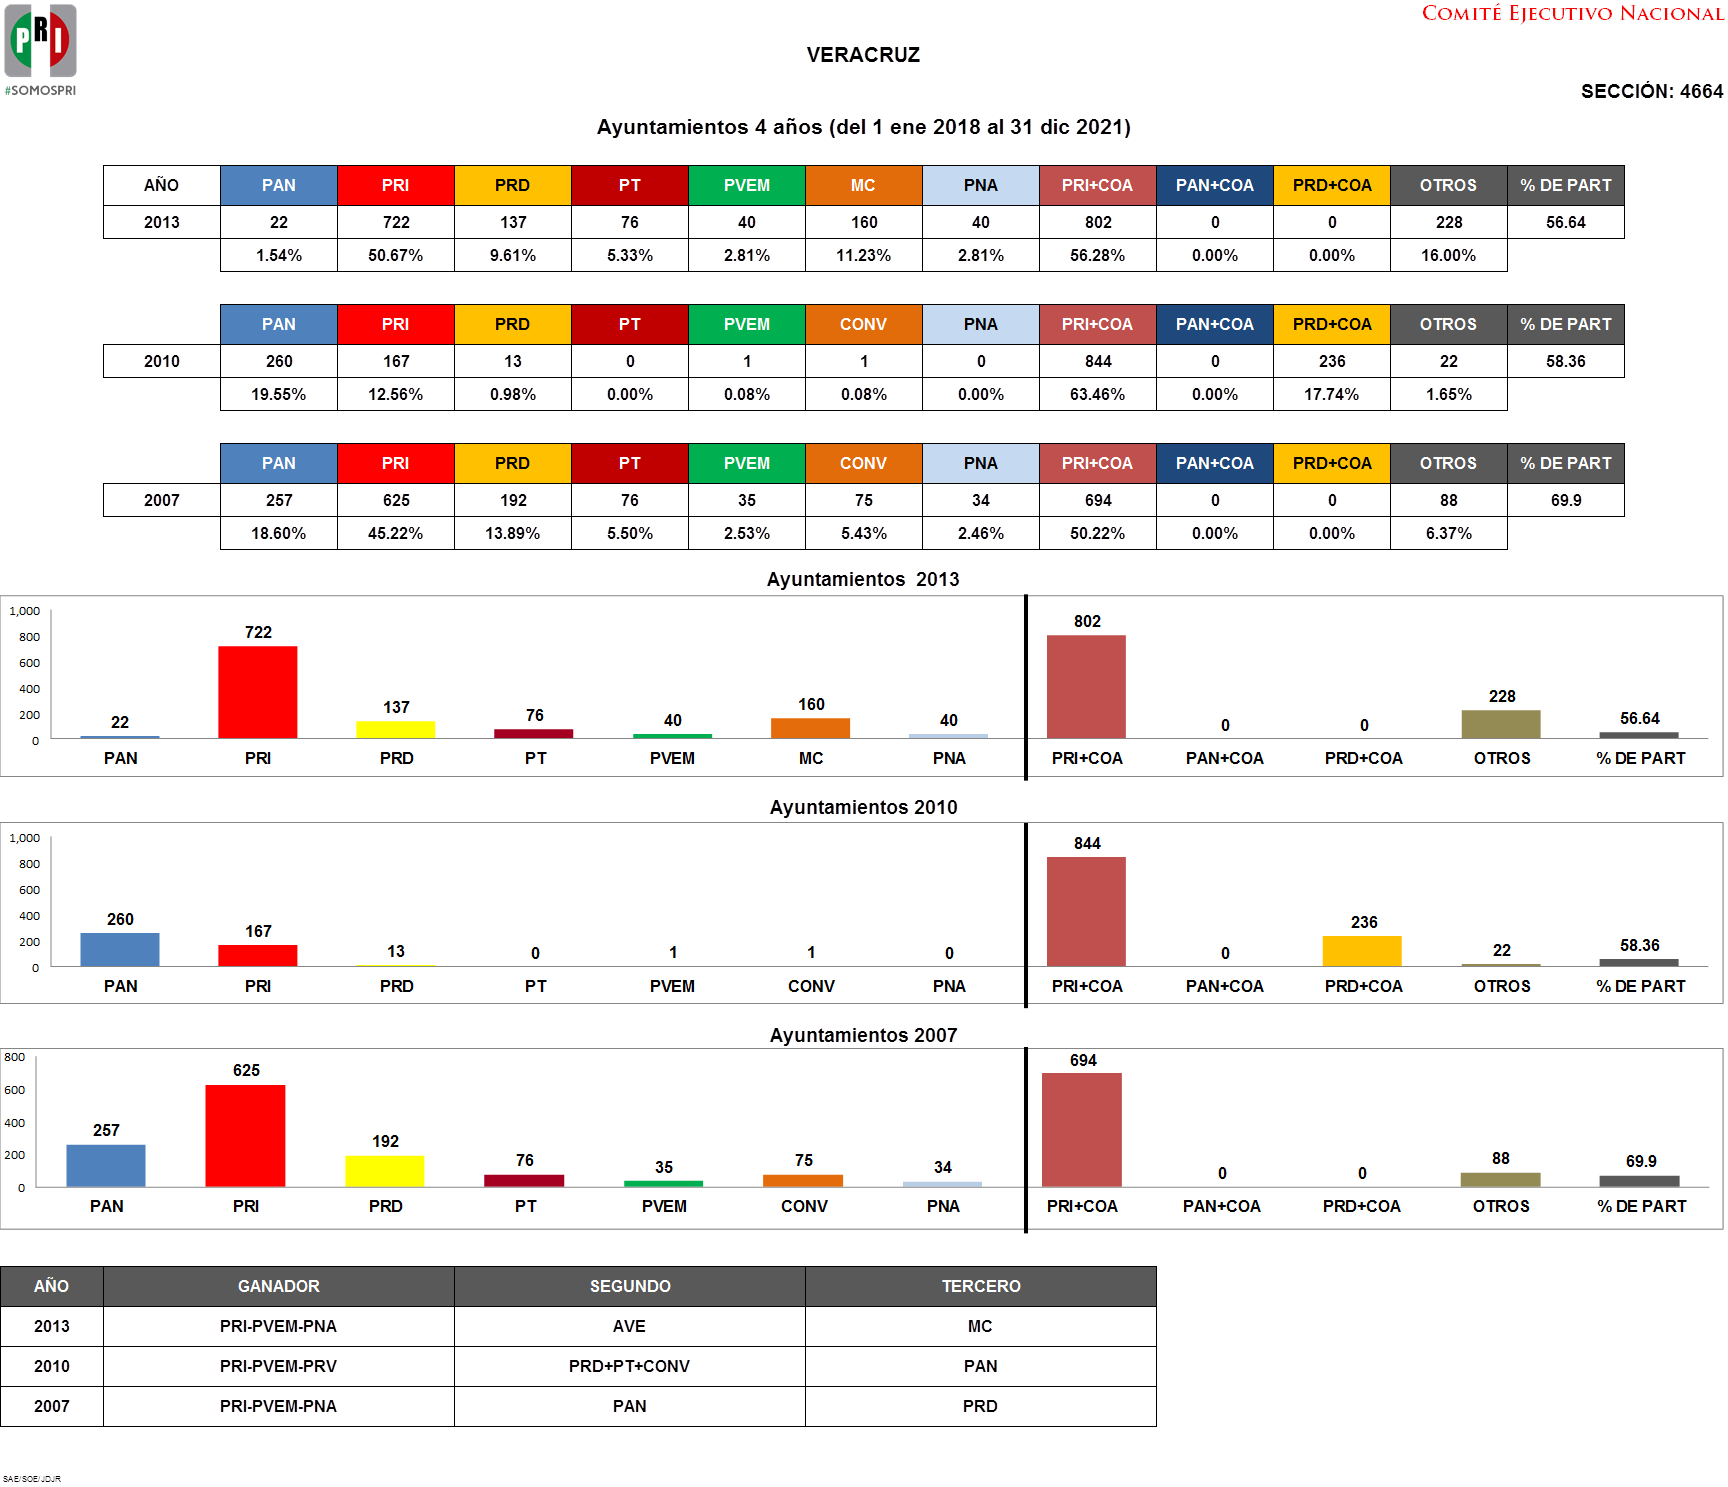 PRI
#SOMOSPRI
COMITÉ EJECUTIVO NACIONAL
VERACRUZ
SECCIÓN: 4664
Ayuntamientos 4 años (del 1 ene 2018 al 31 dic 2021)
AÑO PAN PRI PRD PT PVEM MC PNA PRI+COA PAN+COA PRD+COA OTROS % DE PART
2013 22 722 137 76 40 160 40 802 0 0 228 56.64
1.54% 50.67% 9.61% 5.33% 2.81% 11.23% 2.81% 56.28% 0.00% 0.00% 16.00%
PAN PRI PRD PT PVEM CONV PNA PRI+COA PAN+COA PRD+COA OTROS % DE PART
2010 260 167 13 0 1 1 0 844 0 236 22 58.36
19.55% 12.56% 0.98% 0.00% 0.08% 0.08% 0.00% 63.46% 0.00% 17.74% 1.65%
PAN PRI PRD PT PVEM CONV PNA PRI+COA PAN+COA PRD+COA OTROS % DE PART
2007 257 625 192 76 35 75 34 694 0 0 88 69.9
18.60% 45.22% 13.89% 5.50% 2.53% 5.43% 2.46% 50.22% 0.00% 0.00% 6.37%
Ayuntamientos 2013
1,000
800
600
400
200
0
22 722 137 76 40 160 40 802 0 0 228 56.64
PAN PRI PRD PT PVEM MC PNA PRI+COA PAN+COA PRD+COA OTROS % DE PART
Ayuntamientos 2010
1,000
800
600
400
200
0
260 167 13 0 1 1 0 844 0 236 22 58.36
PAN PRI PRD PT PVEM CONV PNA PRI+COA PAN+COA PRD+COA OTROS % DE PART
Ayuntamientos 2007
800
600
400
200
0
257 625 192 76 35 75 34 694 0 0 88 69.9
PAN PRI PRD PT PVEM CONV PNA PRI+COA PAN+COA PRD+COA OTROS % DE PART
AÑO GANADOR SEGUNDO TERCERO
2013 PRI-PVEM-PNA AVE MC
2010 PRI-PVEM-PRV PRD+PT+CONV PAN
2007 PRI-PVEM-PNA PAN PRD
SAE/SOE/JDJR